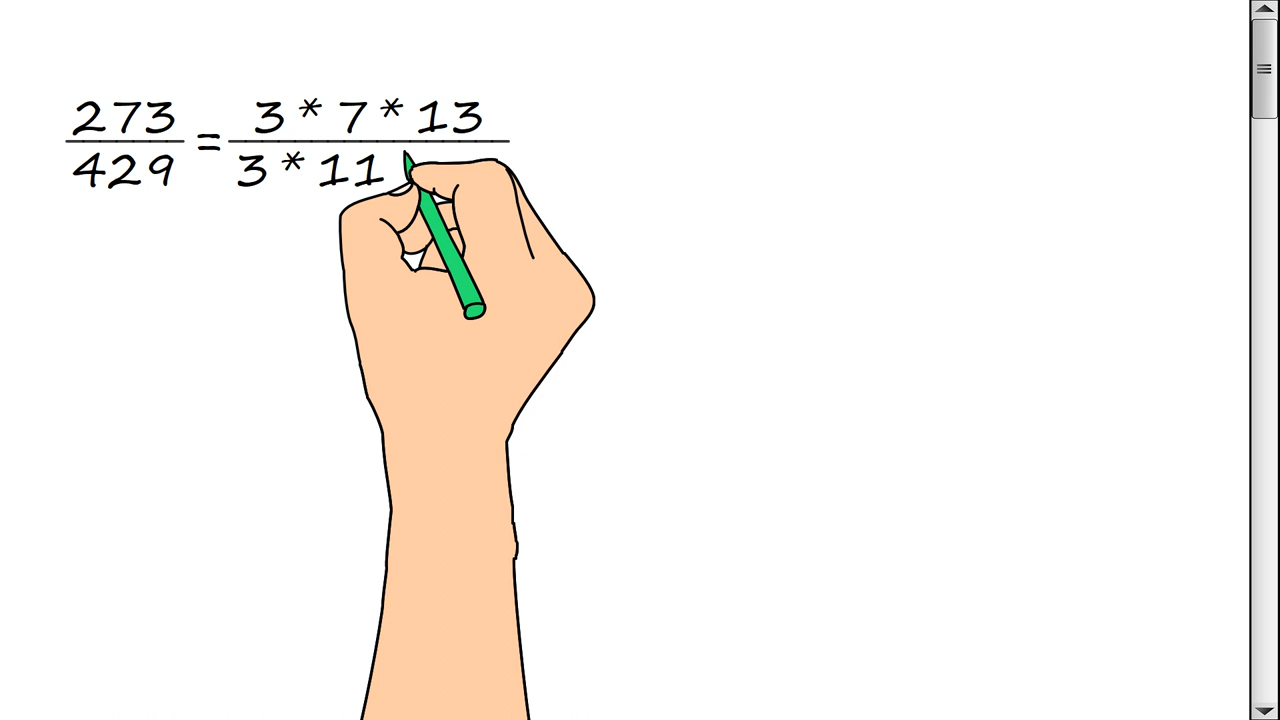 273/429 = 3 * 7 * 13 / 3 * 11